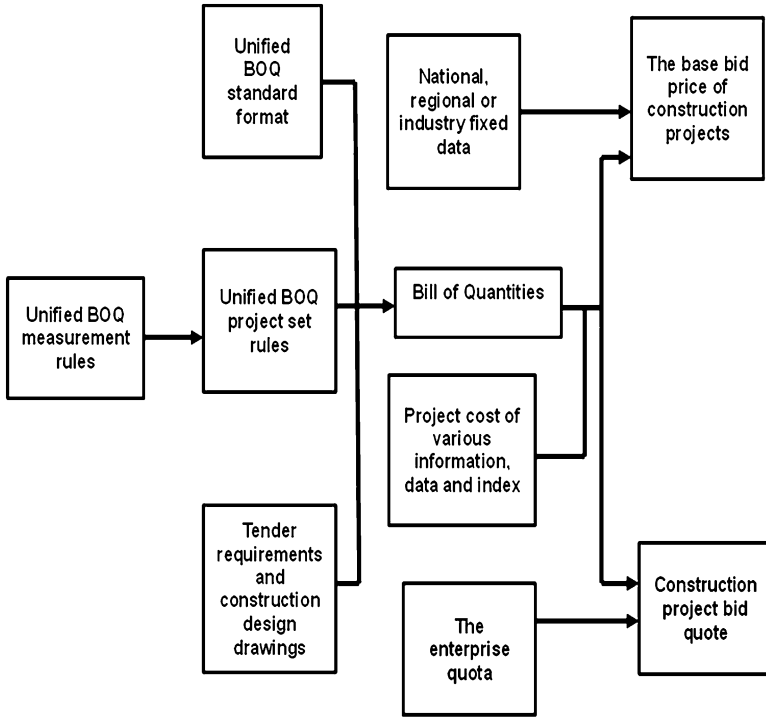 Unified
BOQ
standard
format
National,
regional or
industry fixed
data
The base bid
price of
construction
projects
Unified BOQ
measurement
rules
Unified BOQ
project set
rules
Bill of Quantities
Project cost of
various
information,
data and index
Tender
requirements
and
construction
design
drawings
The
enterprise
quota
Construction
project bid
quote